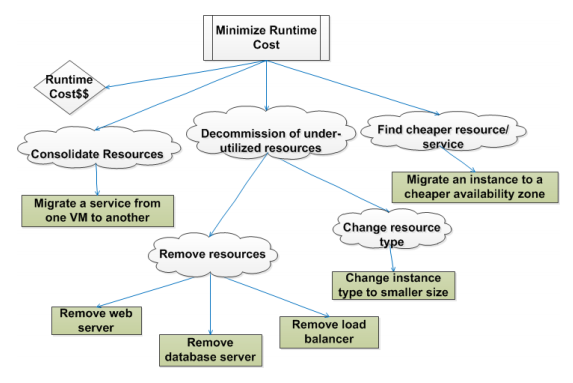 Minimize Runtime
Cost
Runtime
Cost$$
Consolidate Resources
Decommission of under-
utilized resources
Find cheaper resource/
service
Migrate a service from
one VM to another
Migrate an instance to a
cheaper availability zone
Remove resources
Change resource
type
Change instance
type to smaller size
Remove web
server
Remove
database server
Remove load
balancer